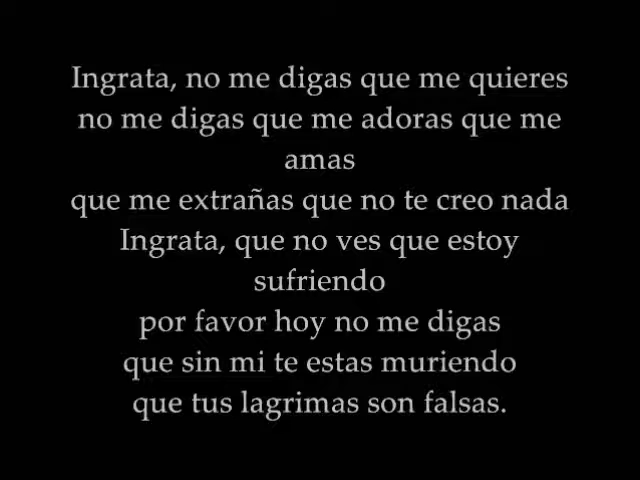 Ingrata, no me digas que me quieres
no me digas que me adoras que me
amas
que me extrañas que no te creo nada
Ingrata, que no ves que estoy
sufriendo
por favor hoy no me digas
que sin mi te estas muriendo
que tus lagrimas son falsas.